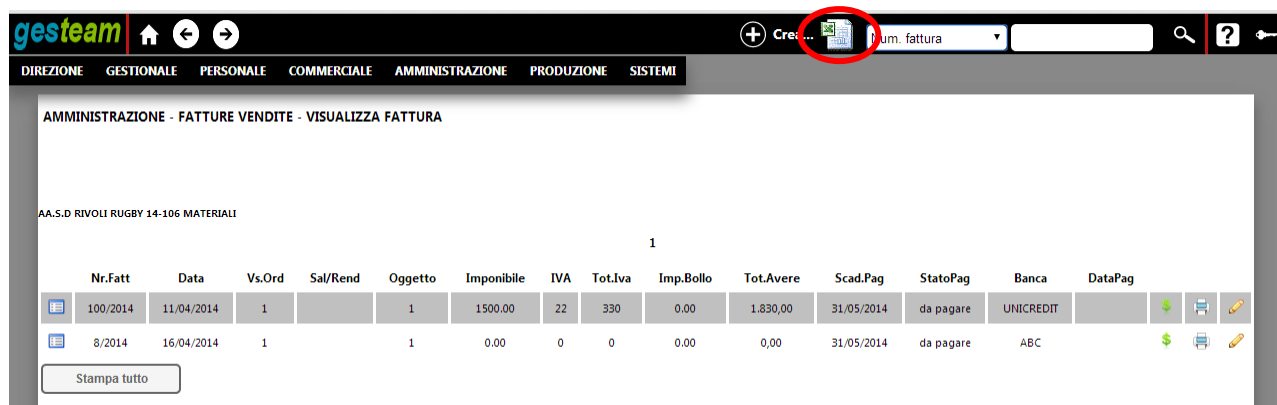 gesteam Crea... Num. fattura ?
DIREZIONE GESTIONALE PERSONALE COMMERCIALE AMMINISTRAZIONE PRODUZIONE SISTEMI
AMMINISTRAZIONE - FATTURE VENDITE - VISUALIZZA FATTURA
AA.S.D RIVOLI RUGBY 14-106 MATERIALI
1
Nr.Fatt Data Vs.Ord Sal/Rend Oggetto Imponibile IVA Tot.Iva Imp.Bollo Tot.Avere Scad.Pag StatoPag Banca DataPag
100/2014 11/04/2014 1 1 1500.00 22 330 0.00 1.830,00 31/05/2014 da pagare UNICREDIT $
8/2014 16/04/2014 1 1 0.00 0 0 0.00 0,00 31/05/2014 da pagare ABC $
Stampa tutto